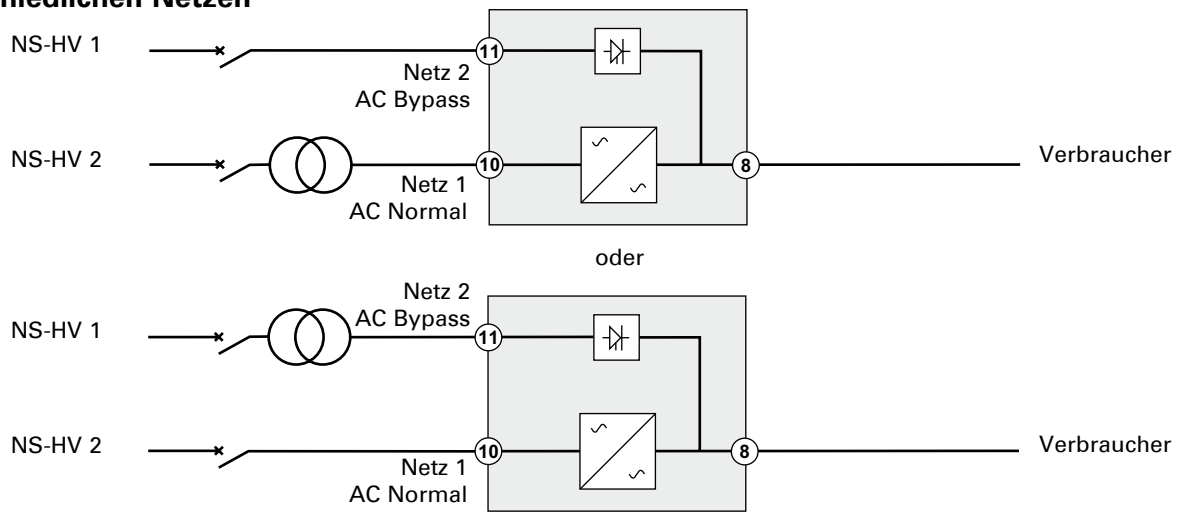 Netzen
NS-HV 1
11
Netz 2
AC Bypass
NS-HV 2
10
8
Verbraucher
Netz 1
AC Normal
oder
Netz 2
AC Bypass
NS-HV 1
11
NS-HV 2
10
8
Verbraucher
Netz 1
AC Normal